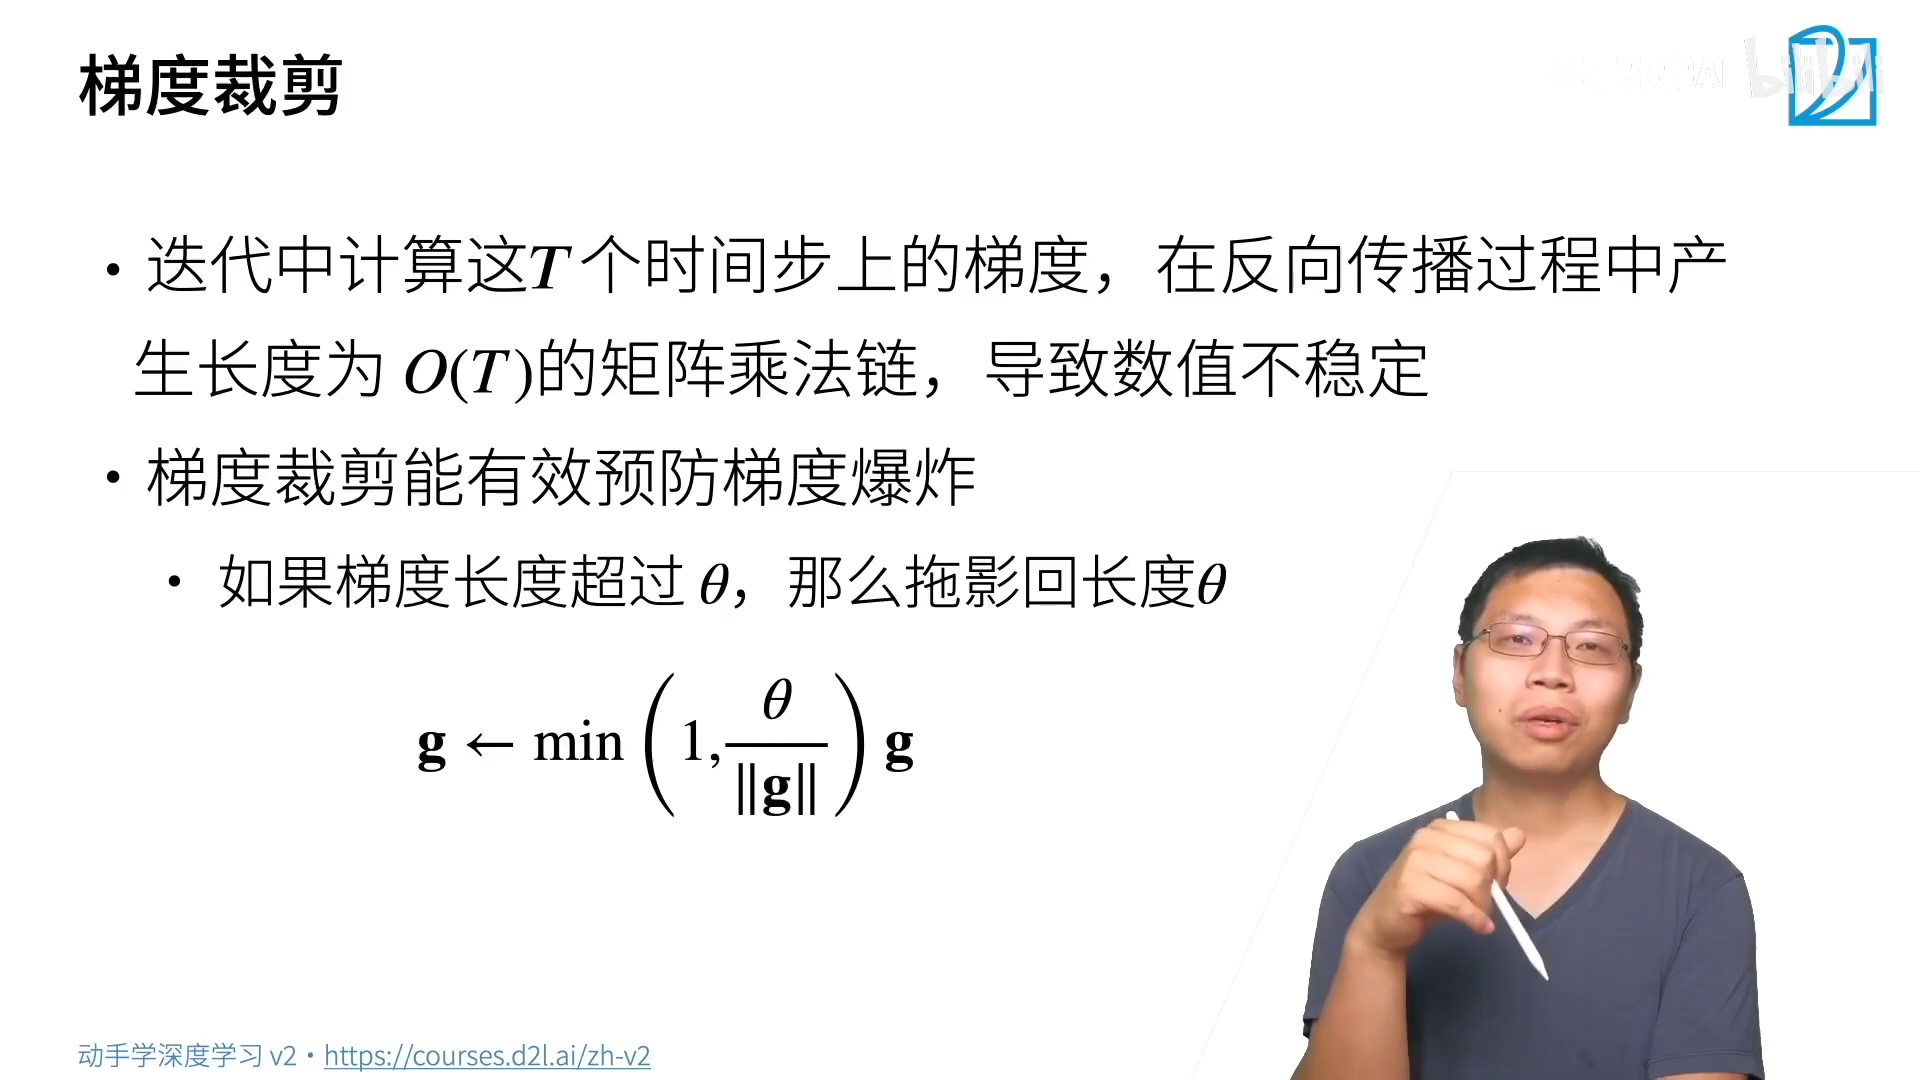 梯度裁剪
bilibili
• 迭代中计算这T个时间步上的梯度，在反向传播过程中产
生长度为 O(T)的矩阵乘法链，导致数值不稳定
• 梯度裁剪能有效预防梯度爆炸
• 如果梯度长度超过 θ，那么拖影回长度θ
g ← min (1, θ/||g||) g
动手学深度学习 v2 • https://courses.d2l.ai/zh-v2